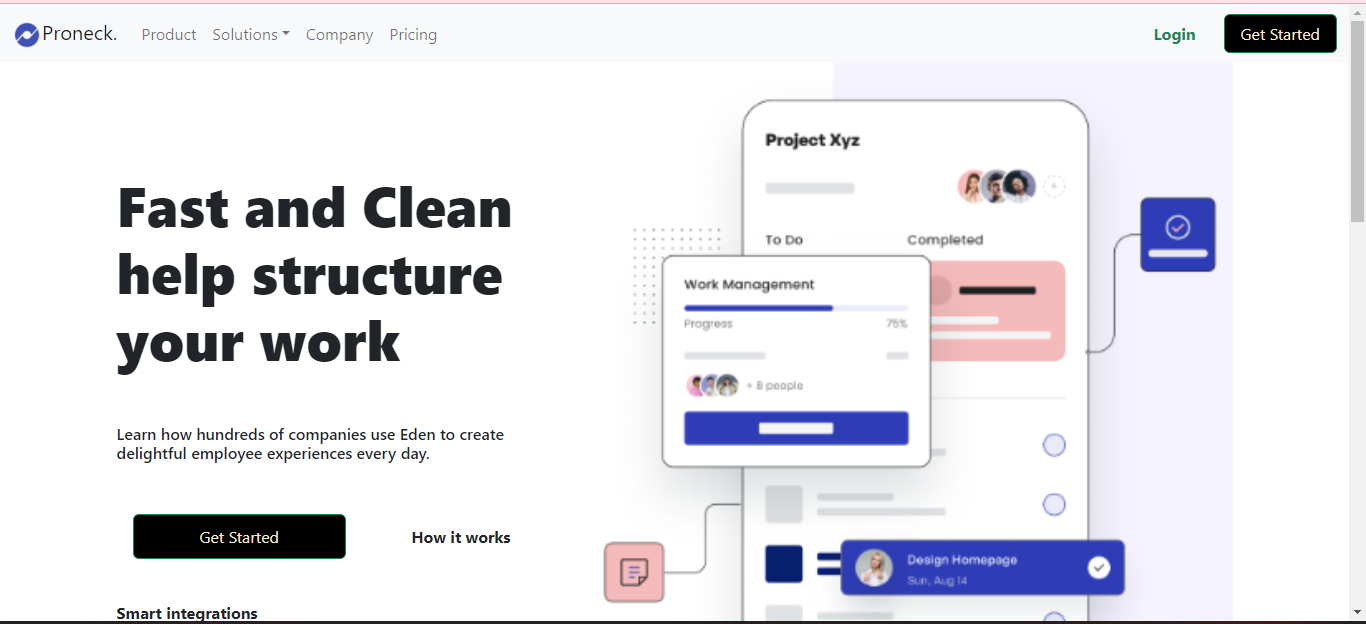 Proneck. Product Solutions Company Pricing Login Get Started
Fast and Clean
help structure
your work
Learn how hundreds of companies use Eden to create
delightful employee experiences every day.
Get Started How it works
Smart integrations
Project Xyz
To Do Completed
Work Management
Progress 75%
+ 8 people
Design Homepage
Sun, Aug 14